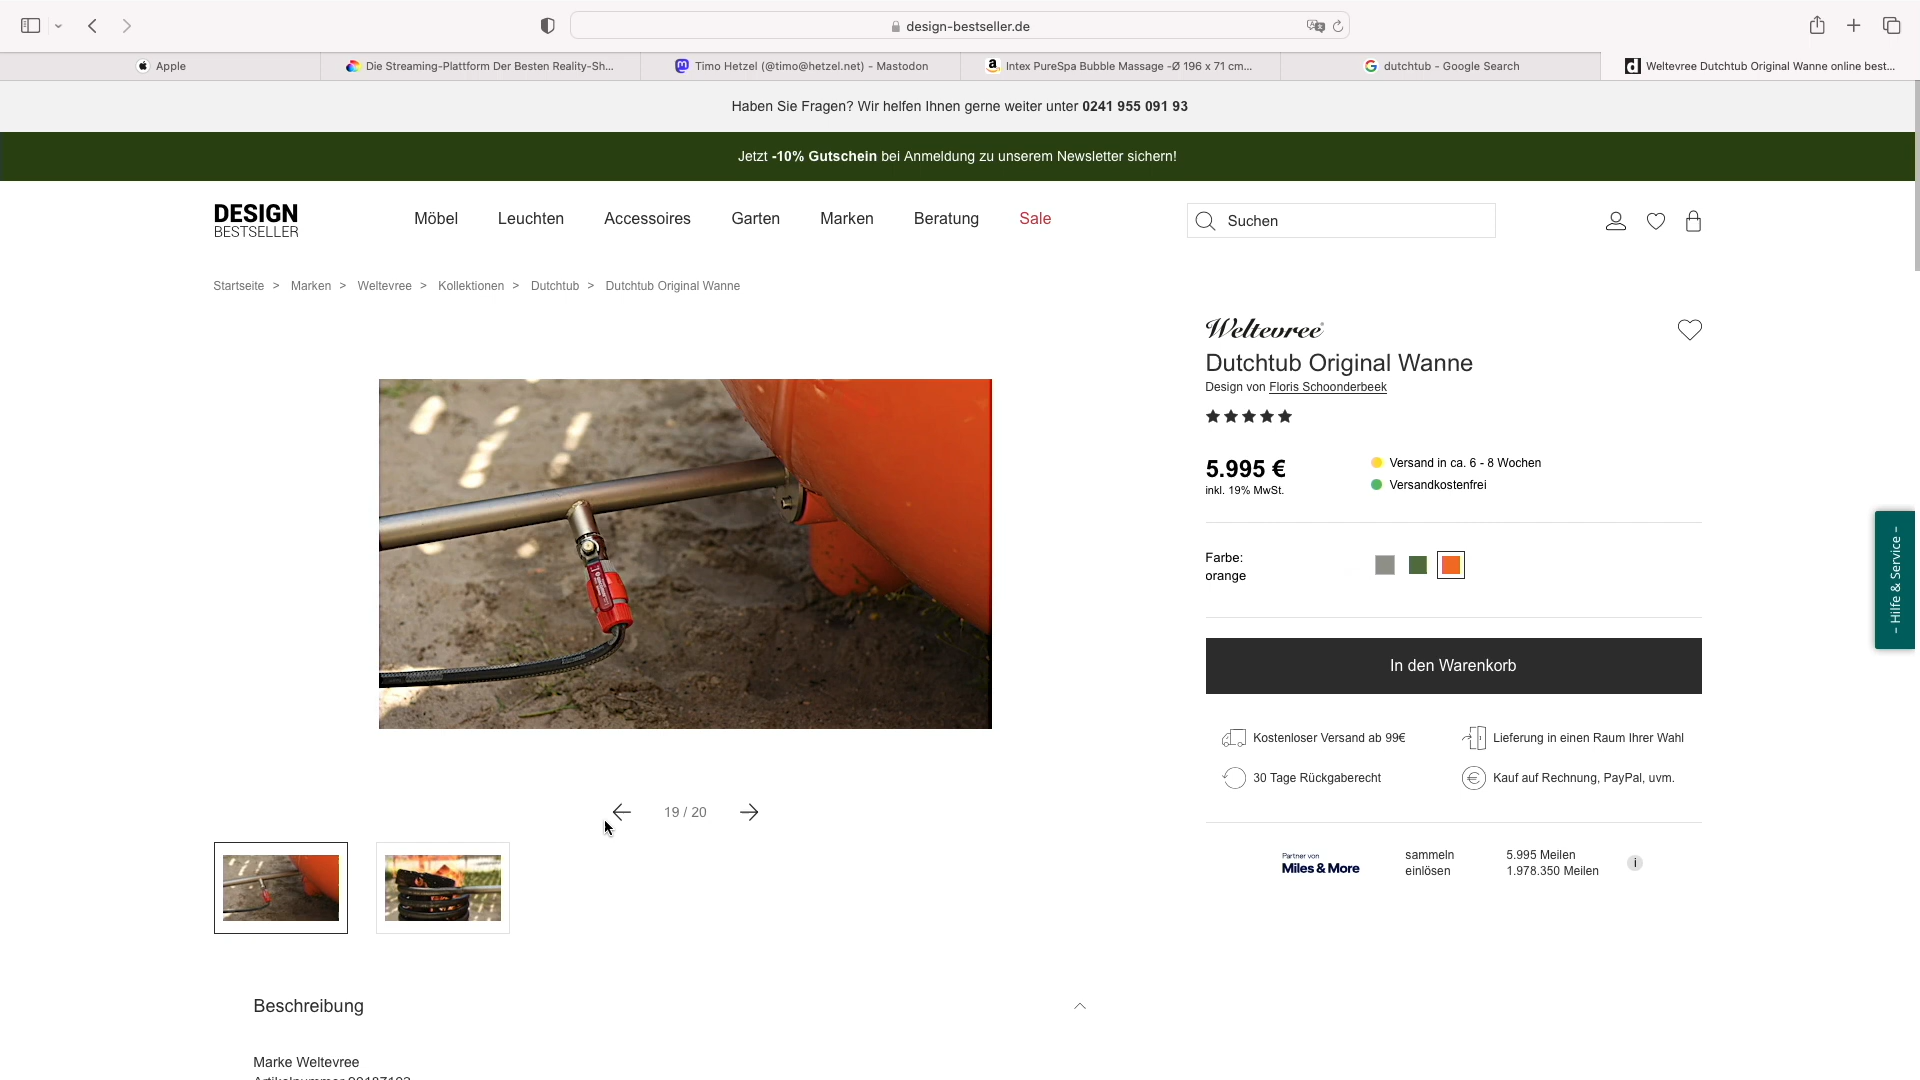 design-bestseller.de
Apple
Die Streaming-Plattform Der Besten Reality-Sh...
Timo Hetzel (@timo@hetzel.net) - Mastodon
Intex PureSpa Bubble Massage -Ø 196 x 71 cm...
dutchtub - Google Search
Weltevree Dutchtub Original Wanne online best...
Haben Sie Fragen? Wir helfen Ihnen gerne weiter unter 0241 955 091 93
Jetzt -10% Gutschein bei Anmeldung zu unserem Newsletter sichern!
DESIGN
BESTSELLER
Möbel
Leuchten
Accessoires
Garten
Marken
Beratung
Sale
Suchen
Startseite > Marken > Weltevree > Kollektionen > Dutchtub > Dutchtub Original Wanne
Weltevree®
Dutchtub Original Wanne
Design von Floris Schoonderbeek
5.995 €
inkl. 19% MwSt.
Versand in ca. 6 - 8 Wochen
Versandkostenfrei
Farbe:
orange
– Hilfe & Service –
In den Warenkorb
Kostenloser Versand ab 99€
Lieferung in einen Raum Ihrer Wahl
30 Tage Rückgaberecht
Kauf auf Rechnung, PayPal, uvm.
19 / 20
Partner von
Miles & More
sammeln
einlösen
5.995 Meilen
1.978.350 Meilen
i
Beschreibung
Marke Weltevree